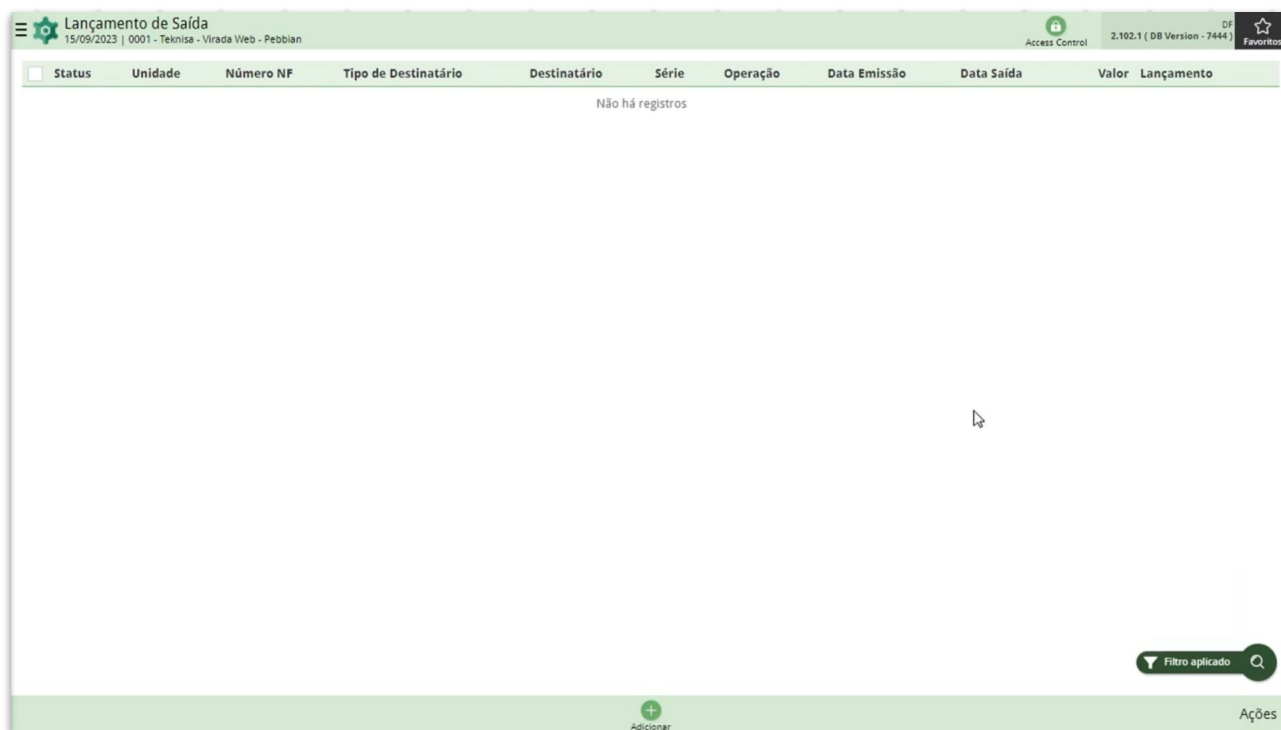 Lançamento de Saída
15/09/2023 | 0001 - Teknisa - Virada Web - Pebbian
Access Control
DF
2.102.1 ( DB Version - 7444 )
Favoritos
Status Unidade Número NF Tipo de Destinatário Destinatário Série Operação Data Emissão Data Saída Valor Lançamento
Não há registros
Filtro aplicado
Adicionar
Ações